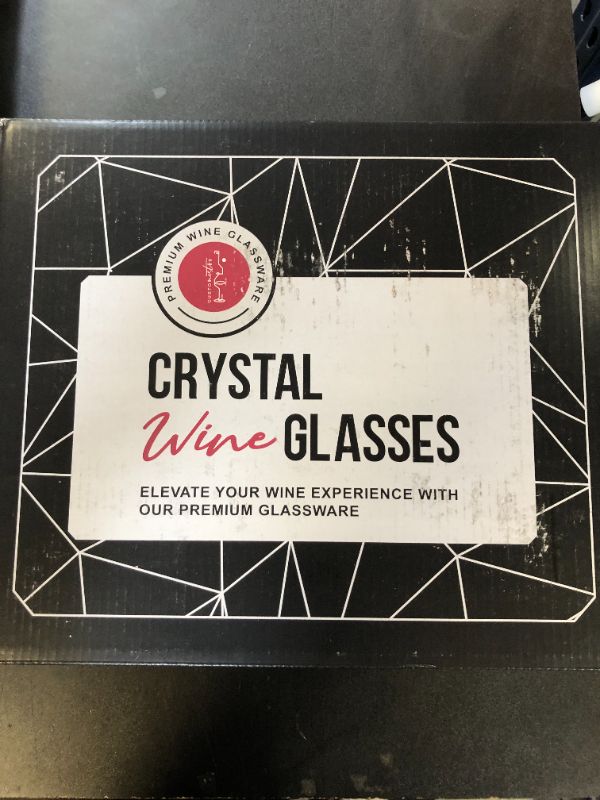 PREMIUM WINE GLASSWARE
CRYSTAL
Wine GLASSES
ELEVATE YOUR WINE EXPERIENCE WITH
OUR PREMIUM GLASSWARE